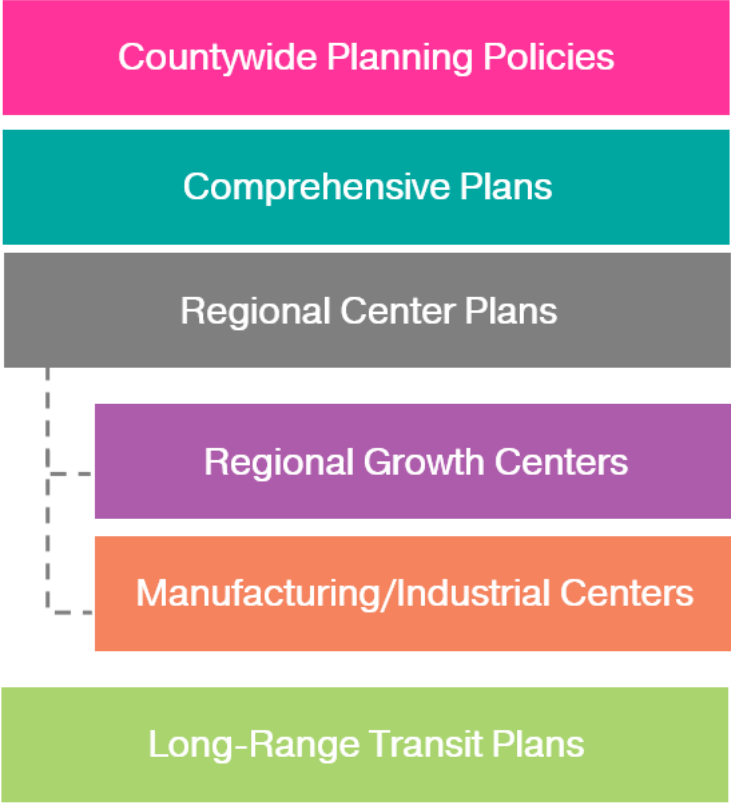 Countywide Planning Policies
Comprehensive Plans
Regional Center Plans
Regional Growth Centers
Manufacturing/Industrial Centers
Long-Range Transit Plans